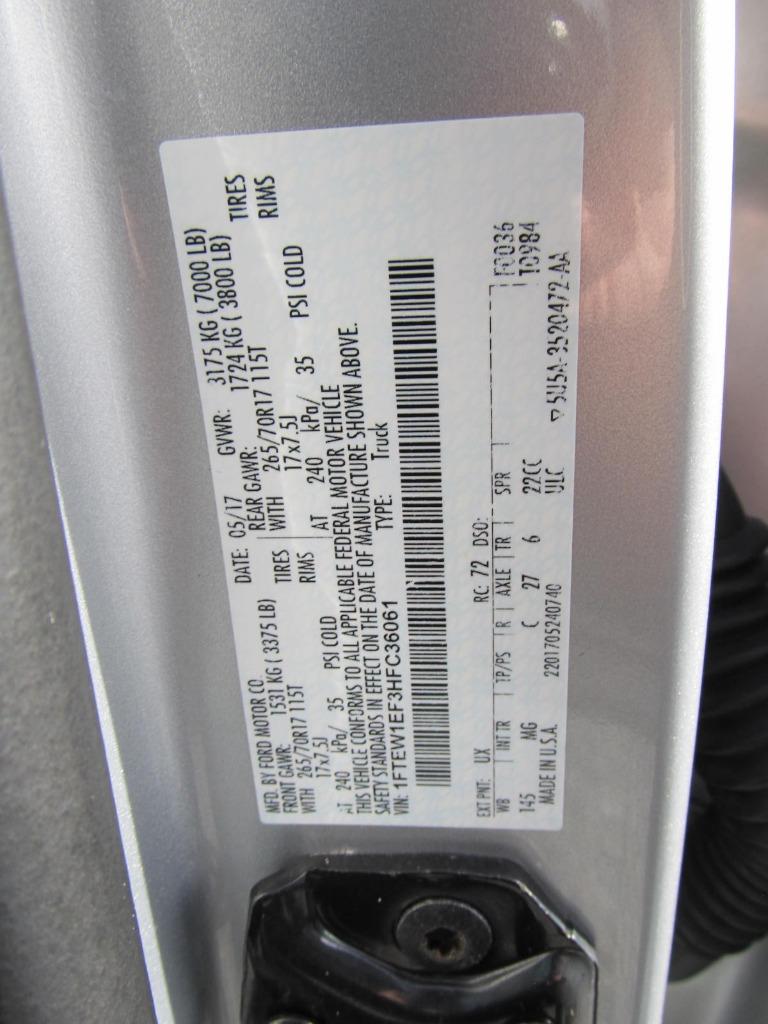 MFD. BY FORD MOTOR CO.
DATE: 05/17 GVWR: 3175 KG ( 7000 LB)
FRONT GAWR: 1531 KG ( 3375 LB) REAR GAWR: 1724 KG ( 3800 LB)
WITH 265/70R17 115T TIRES WITH 265/70R17 115T TIRES
17x7.5J RIMS 17x7.5J RIMS
AT 240 kPa/ 35 PSI COLD AT 240 kPa/ 35 PSI COLD
THIS VEHICLE CONFORMS TO ALL APPLICABLE FEDERAL MOTOR VEHICLE
SAFETY STANDARDS IN EFFECT ON THE DATE OF MANUFACTURE SHOWN ABOVE.
VIN: 1FTEW1EF3HFC36061 TYPE: Truck
EXT PNT: UX RC: 72 DSO:
WB INT TR TP/PS R AXLE TR SPR F0036
145 MG C 27 6 22CC T0984
ULC
MADE IN U.S.A. 2201705240740 ▽ 5U5A-3520472-AA